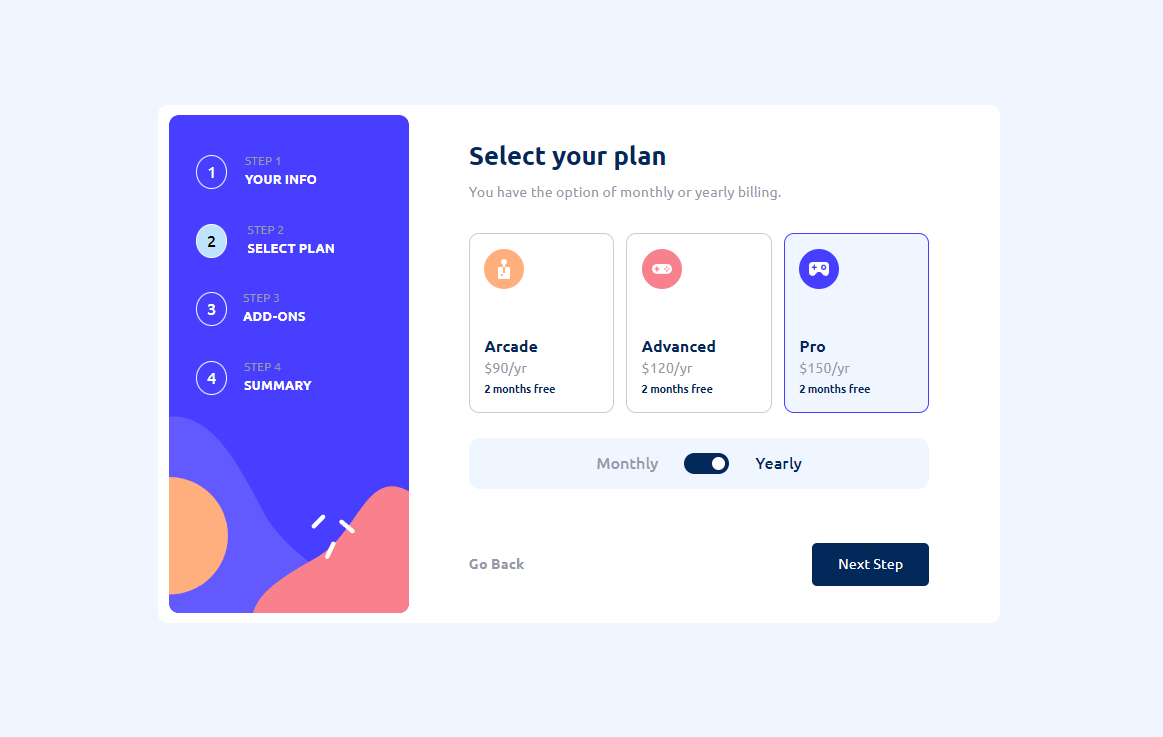 1
STEP 1
YOUR INFO
2
STEP 2
SELECT PLAN
3
STEP 3
ADD-ONS
4
STEP 4
SUMMARY
Select your plan
You have the option of monthly or yearly billing.
Arcade
$90/yr
2 months free
Advanced
$120/yr
2 months free
Pro
$150/yr
2 months free
Monthly Yearly
Go Back
Next Step